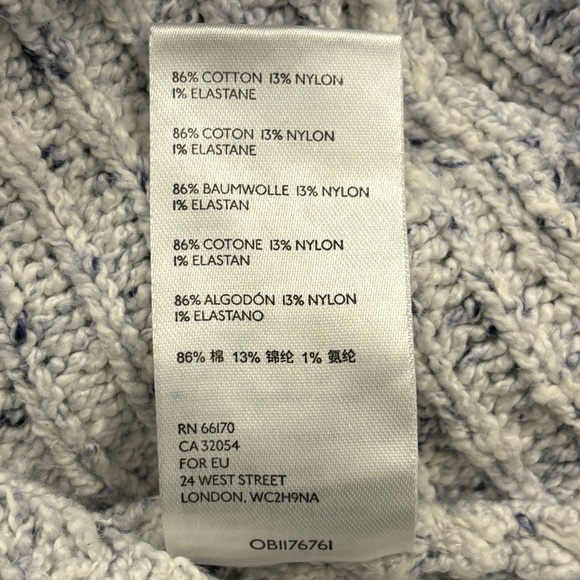 86% COTTON 13% NYLON
1% ELASTANE
86% COTON 13% NYLON
1% ELASTANE
86% BAUMWOLLE 13% NYLON
1% ELASTAN
86% COTONE 13% NYLON
1% ELASTAN
86% ALGODÓN 13% NYLON
1% ELASTANO
86% 棉 13% 锦纶 1% 氨纶
RN 66170
CA 32054
FOR EU
24 WEST STREET
LONDON, WC2H9NA
OB1176761